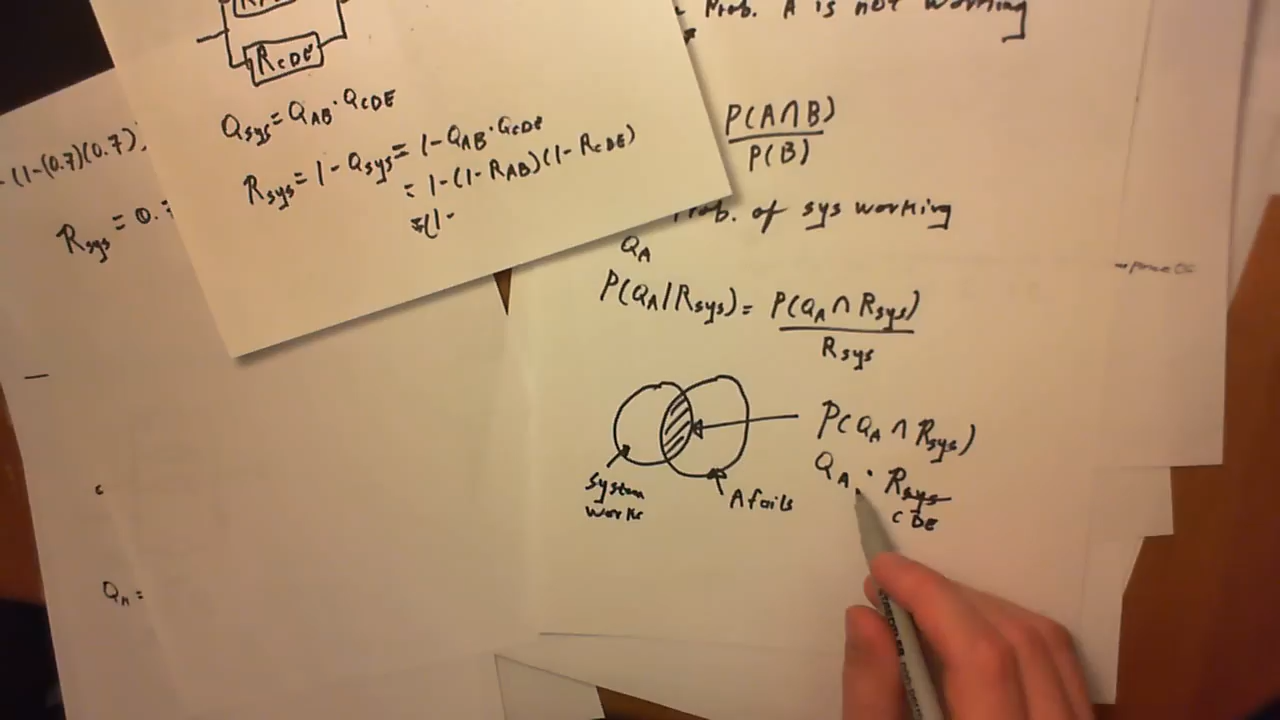 RCDE
Qsys = QAB · QCDE
Rsys = 1 - Qsys = 1 - QAB · QCDE
= 1 - (1 - RAB)(1 - RCDE)
= (1 -
- (1-(0.7)(0.7)
Rsys = 0.
QA =
Prob. A is not working
P(A∩B)
P(B)
Prob. of sys working
QA
P(QA/Rsys) = P(QA ∩ Rsys)
Rsys
P(QA ∩ Rsys)
QA · Rsys
CDE
System
works
A fails